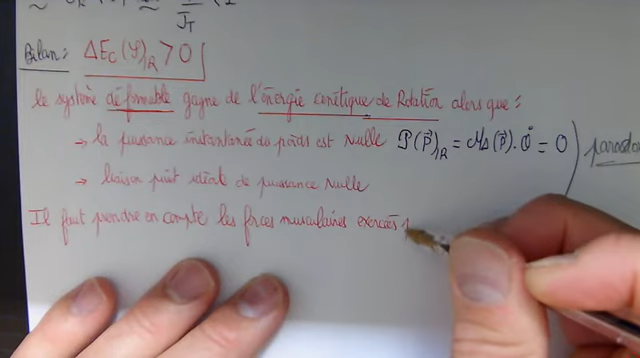 J_T
Bilan: ΔEc(𝒮)/R > 0
le système déformable gagne de l'énergie cinétique de Rotation alors que:
→ la puissance instantanée du poids est nulle 𝒫(P⃗)/R = ℳΔ(P⃗).θ̇ = 0
→ liaison pivot idéale de puissance nulle
Il faut prendre en compte les forces musculaires exercées